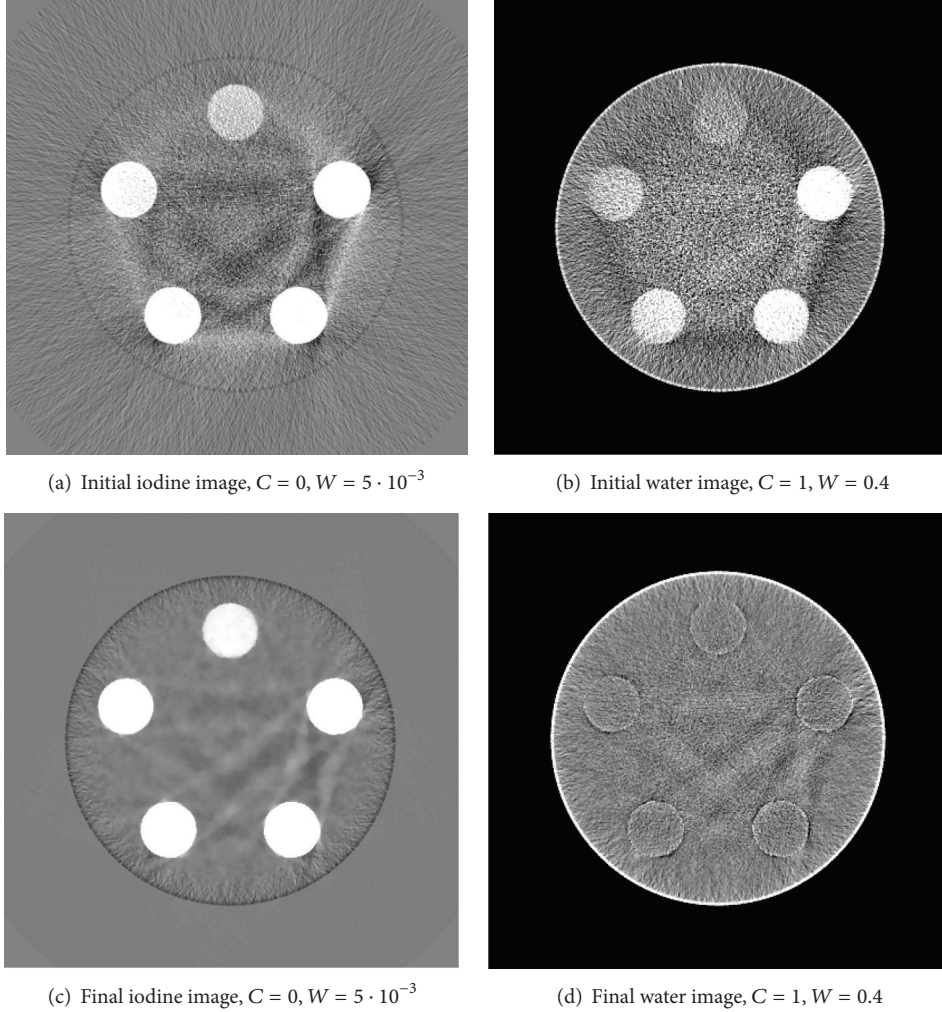 (a) Initial iodine image, C = 0, W = 5 · 10⁻³
(b) Initial water image, C = 1, W = 0.4
(c) Final iodine image, C = 0, W = 5 · 10⁻³
(d) Final water image, C = 1, W = 0.4